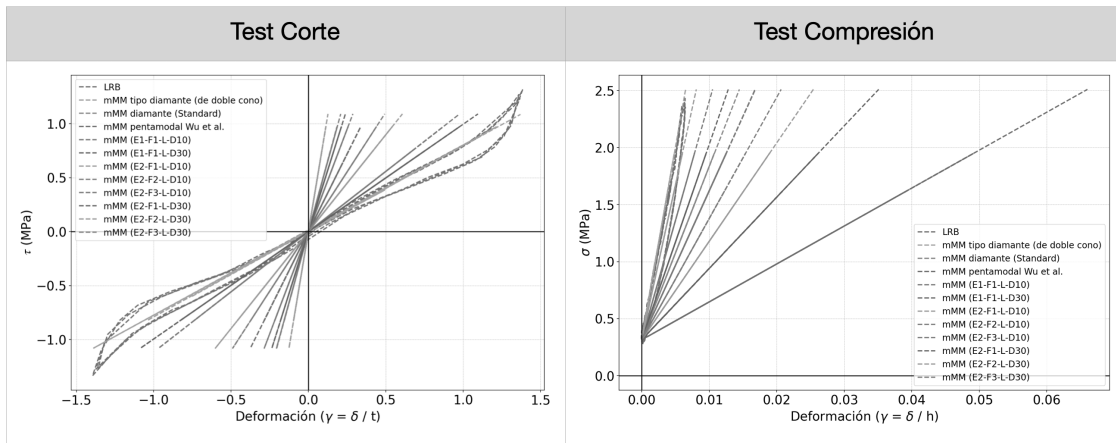 Test Corte
Test Compresión
LRB
mMM tipo diamante (de doble cono)
mMM diamante (Standard)
mMM pentamodal Wu et al.
mMM (E1-F1-L-D10)
mMM (E1-F1-L-D30)
mMM (E2-F1-L-D10)
mMM (E2-F2-L-D10)
mMM (E2-F3-L-D10)
mMM (E2-F1-L-D30)
mMM (E2-F2-L-D30)
mMM (E2-F3-L-D30)
1.0
0.5
0.0
−0.5
−1.0
τ (MPa)
−1.5
−1.0
−0.5
0.0
0.5
1.0
1.5
Deformación (γ = δ / t)
2.5
2.0
1.5
1.0
0.5
0.0
σ (MPa)
LRB
mMM tipo diamante (de doble cono)
mMM diamante (Standard)
mMM pentamodal Wu et al.
mMM (E1-F1-L-D10)
mMM (E1-F1-L-D30)
mMM (E2-F1-L-D10)
mMM (E2-F2-L-D10)
mMM (E2-F3-L-D10)
mMM (E2-F1-L-D30)
mMM (E2-F2-L-D30)
mMM (E2-F3-L-D30)
0.00
0.01
0.02
0.03
0.04
0.05
0.06
Deformación (γ = δ / h)